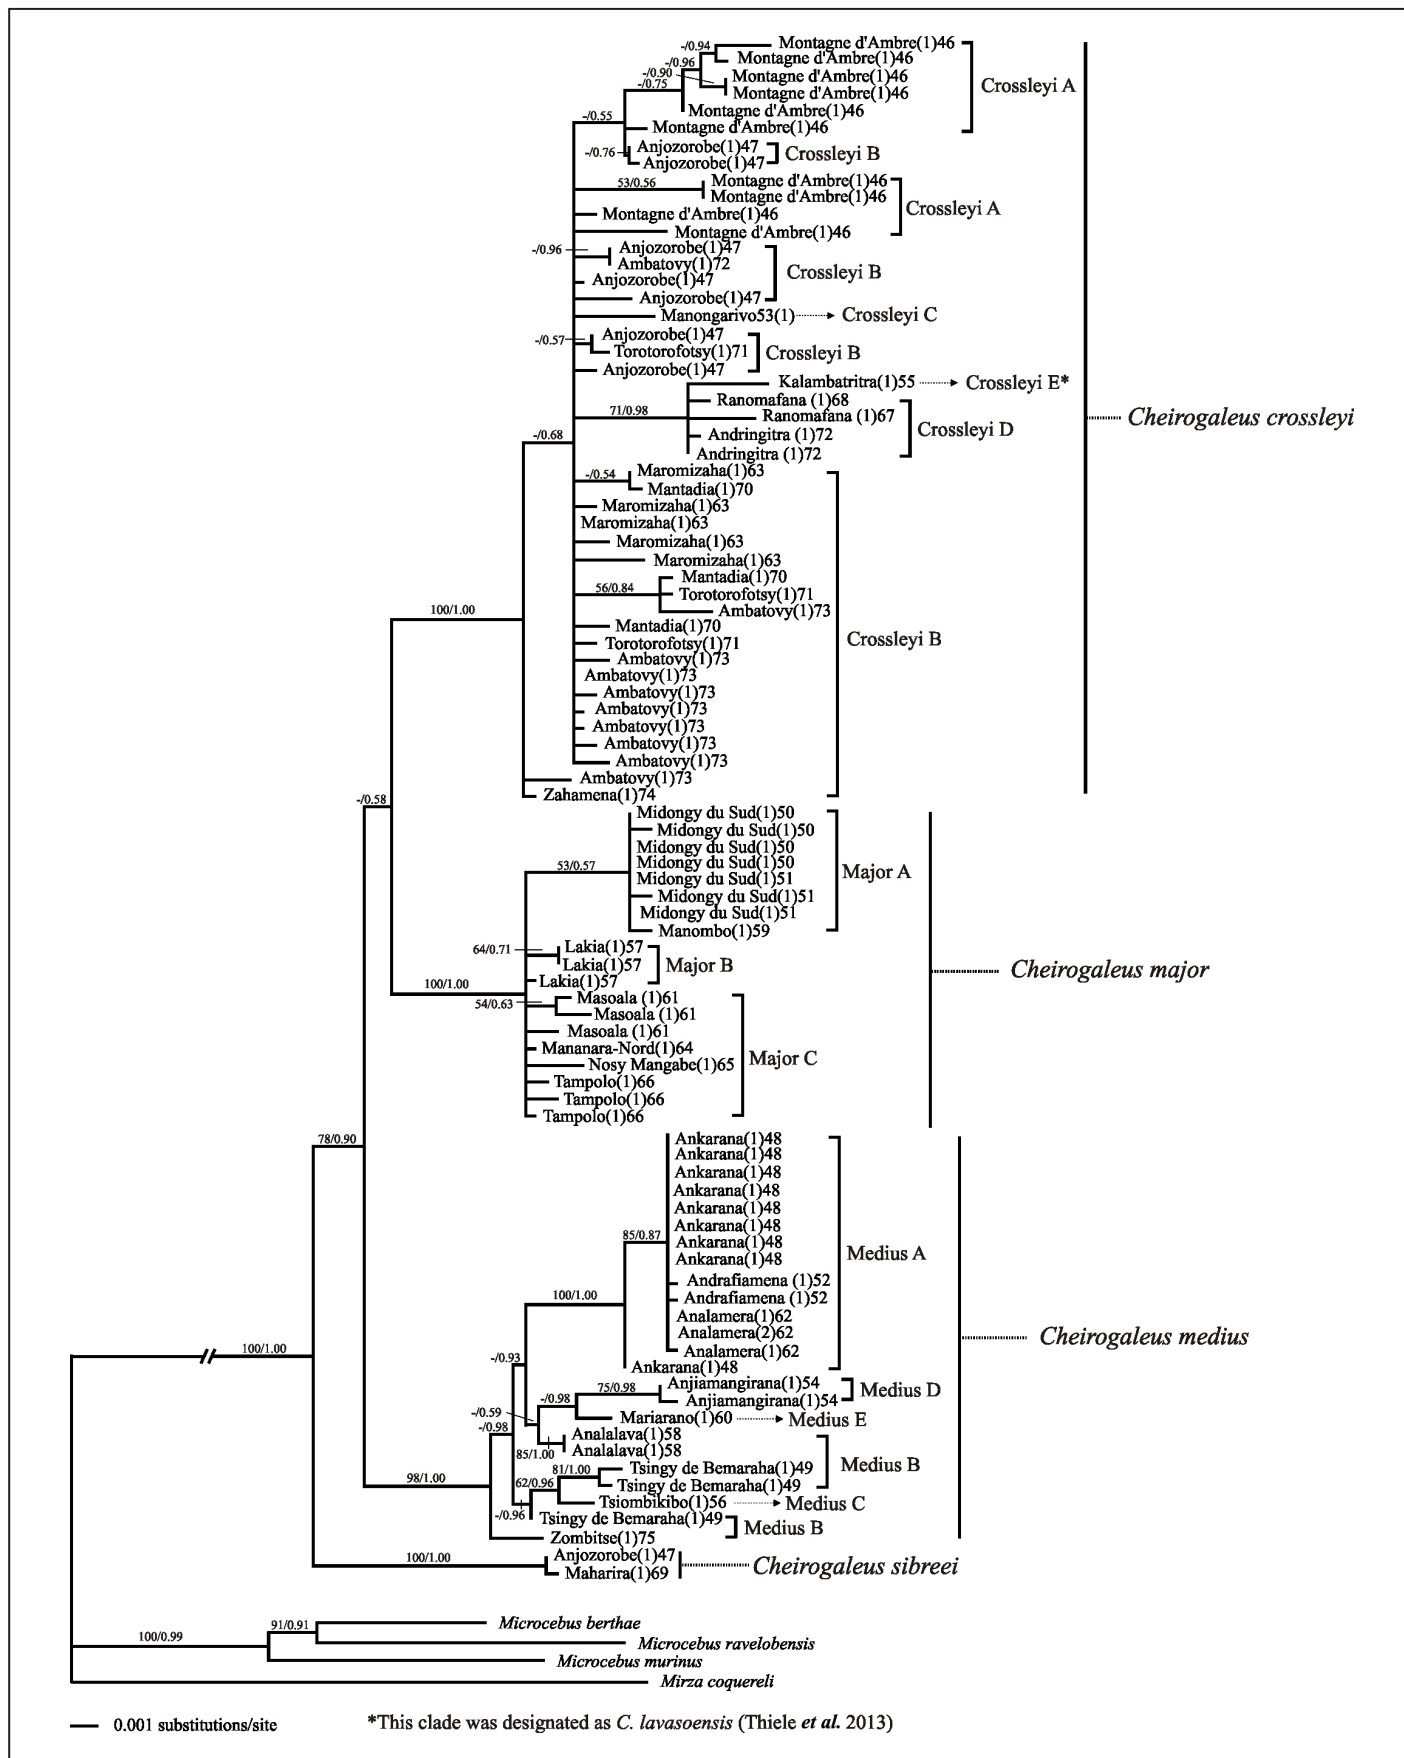 -/0.94
Montagne d'Ambre(1)46
Montagne d'Ambre(1)46
-/0.96
-/0.90
Montagne d'Ambre(1)46
-/0.75
Montagne d'Ambre(1)46
Crossleyi A
Montagne d'Ambre(1)46
-/0.55
Montagne d'Ambre(1)46
Anjozorobe(1)47
-/0.76
Crossleyi B
Anjozorobe(1)47
Montagne d'Ambre(1)46
53/0.56
Montagne d'Ambre(1)46
Crossleyi A
Montagne d'Ambre(1)46
Montagne d'Ambre(1)46
-/0.96
Anjozorobe(1)47
Ambatovy(1)72
Crossleyi B
Anjozorobe(1)47
Anjozorobe(1)47
Manongarivo53(1)
Crossleyi C
-/0.57
Anjozorobe(1)47
Torotorofotsy(1)71
Crossleyi B
Anjozorobe(1)47
Kalambatritra(1)55
Crossleyi E*
Ranomafana (1)68
71/0.98
Ranomafana (1)67
Crossleyi D
Andringitra (1)72
Andringitra (1)72
Cheirogaleus crossleyi
-/0.68
Maromizaha(1)63
-/0.54
Mantadia(1)70
Maromizaha(1)63
Maromizaha(1)63
Maromizaha(1)63
Maromizaha(1)63
Mantadia(1)70
56/0.84
Torotorofotsy(1)71
Ambatovy(1)73
Mantadia(1)70
Crossleyi B
Torotorofotsy(1)71
Ambatovy(1)73
Ambatovy(1)73
Ambatovy(1)73
Ambatovy(1)73
Ambatovy(1)73
Ambatovy(1)73
Ambatovy(1)73
Ambatovy(1)73
Zahamena(1)74
100/1.00
-/0.58
Midongy du Sud(1)50
Midongy du Sud(1)50
Midongy du Sud(1)50
Midongy du Sud(1)50
53/0.57
Major A
Midongy du Sud(1)51
Midongy du Sud(1)51
Midongy du Sud(1)51
Manombo(1)59
64/0.71
Lakia(1)57
Lakia(1)57
Major B
Lakia(1)57
Cheirogaleus major
100/1.00
54/0.63
Masoala (1)61
Masoala (1)61
Masoala (1)61
Mananara-Nord(1)64
Nosy Mangabe(1)65
Major C
Tampolo(1)66
Tampolo(1)66
Tampolo(1)66
78/0.90
Ankarana(1)48
Ankarana(1)48
Ankarana(1)48
Ankarana(1)48
Ankarana(1)48
Ankarana(1)48
85/0.87
Ankarana(1)48
Ankarana(1)48
Medius A
Andrafiamena (1)52
Andrafiamena (1)52
100/1.00
Analamera(1)62
Analamera(2)62
Analamera(1)62
Ankarana(1)48
Cheirogaleus medius
100/1.00
-/0.93
Anjiamangirana(1)54
75/0.98
Anjiamangirana(1)54
Medius D
-/0.98
-/0.59
Mariarano(1)60
Medius E
-/0.98
Analalava(1)58
Analalava(1)58
85/1.00
Medius B
Tsingy de Bemaraha(1)49
81/1.00
Tsingy de Bemaraha(1)49
98/1.00
62/0.96
Tsiombikibo(1)56
Medius C
-/0.96
Tsingy de Bemaraha(1)49
Medius B
Zombitse(1)75
Anjozorobe(1)47
100/1.00
Maharira(1)69
Cheirogaleus sibreei
Microcebus berthae
91/0.91
100/0.99
Microcebus ravelobensis
Microcebus murinus
Mirza coquereli
0.001 substitutions/site
*This clade was designated as C. lavasoensis (Thiele et al. 2013)